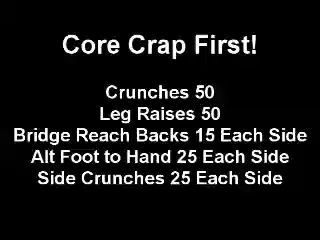 Core Crap First!
Crunches 50
Leg Raises 50
Bridge Reach Backs 15 Each Side
Alt Foot to Hand 25 Each Side
Side Crunches 25 Each Side